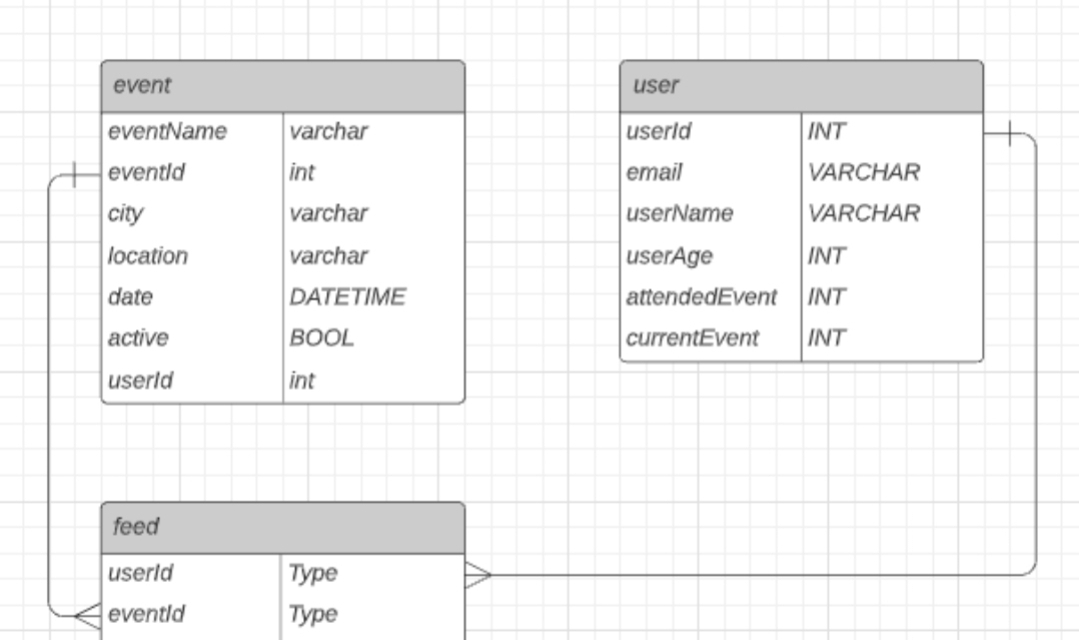 event
eventName varchar
eventId int
city varchar
location varchar
date DATETIME
active BOOL
userId int
user
userId INT
email VARCHAR
userName VARCHAR
userAge INT
attendedEvent INT
currentEvent INT
feed
userId Type
eventId Type